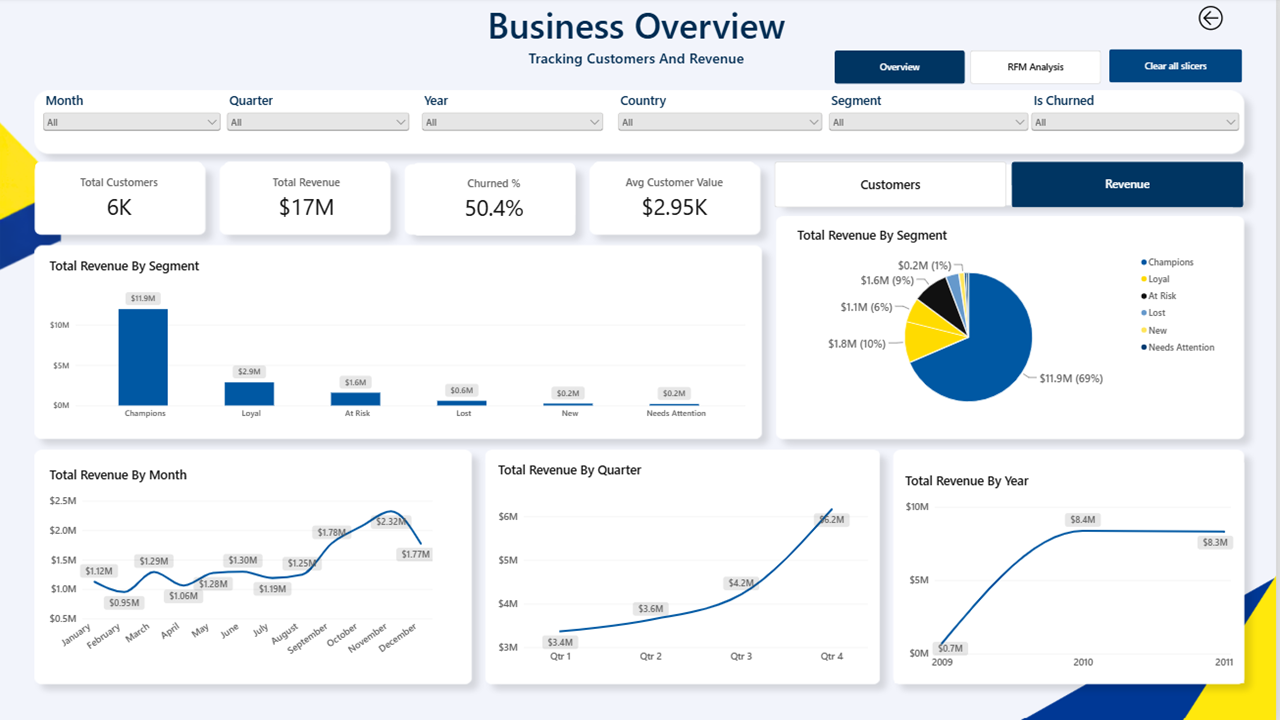 Business Overview
Tracking Customers And Revenue
Overview
RFM Analysis
Clear all slicers
Month
Quarter
Year
Country
Segment
Is Churned
All
All
All
All
All
All
Total Customers
6K
Total Revenue
$17M
Churned %
50.4%
Avg Customer Value
$2.95K
Customers
Revenue
Total Revenue By Segment
$10M
$5M
$0M
$11.9M
$2.9M
$1.6M
$0.6M
$0.2M
$0.2M
Champions
Loyal
At Risk
Lost
New
Needs Attention
Total Revenue By Segment
$0.2M (1%)
$1.6M (9%)
$1.1M (6%)
$1.8M (10%)
$11.9M (69%)
Champions
Loyal
At Risk
Lost
New
Needs Attention
Total Revenue By Month
$2.5M
$2.0M
$1.5M
$1.0M
$0.5M
$1.12M
$0.95M
$1.29M
$1.06M
$1.28M
$1.30M
$1.19M
$1.25M
$1.78M
$2.32M
$1.77M
January
February
March
April
May
June
July
August
September
October
November
December
Total Revenue By Quarter
$6M
$5M
$4M
$3M
$3.4M
$3.6M
$4.2M
$6.2M
Qtr 1
Qtr 2
Qtr 3
Qtr 4
Total Revenue By Year
$10M
$5M
$0M
$0.7M
$8.4M
$8.3M
2009
2010
2011